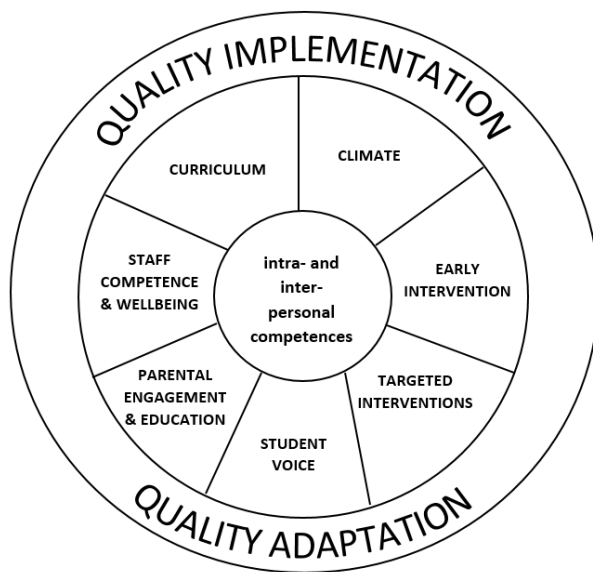 QUALITY IMPLEMENTATION
CURRICULUM
CLIMATE
STAFF
COMPETENCE
& WELLBEING
intra- and
inter-
personal
competences
EARLY
INTERVENTION
PARENTAL
ENGAGEMENT
& EDUCATION
TARGETED
INTERVENTIONS
STUDENT
VOICE
QUALITY ADAPTATION